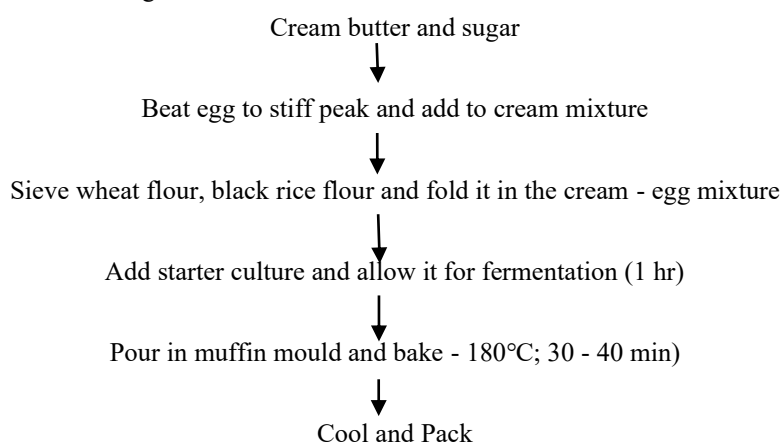 Cream butter and sugar
Beat egg to stiff peak and add to cream mixture
Sieve wheat flour, black rice flour and fold it in the cream - egg mixture
Add starter culture and allow it for fermentation (1 hr)
Pour in muffin mould and bake - 180℃; 30 - 40 min)
Cool and Pack